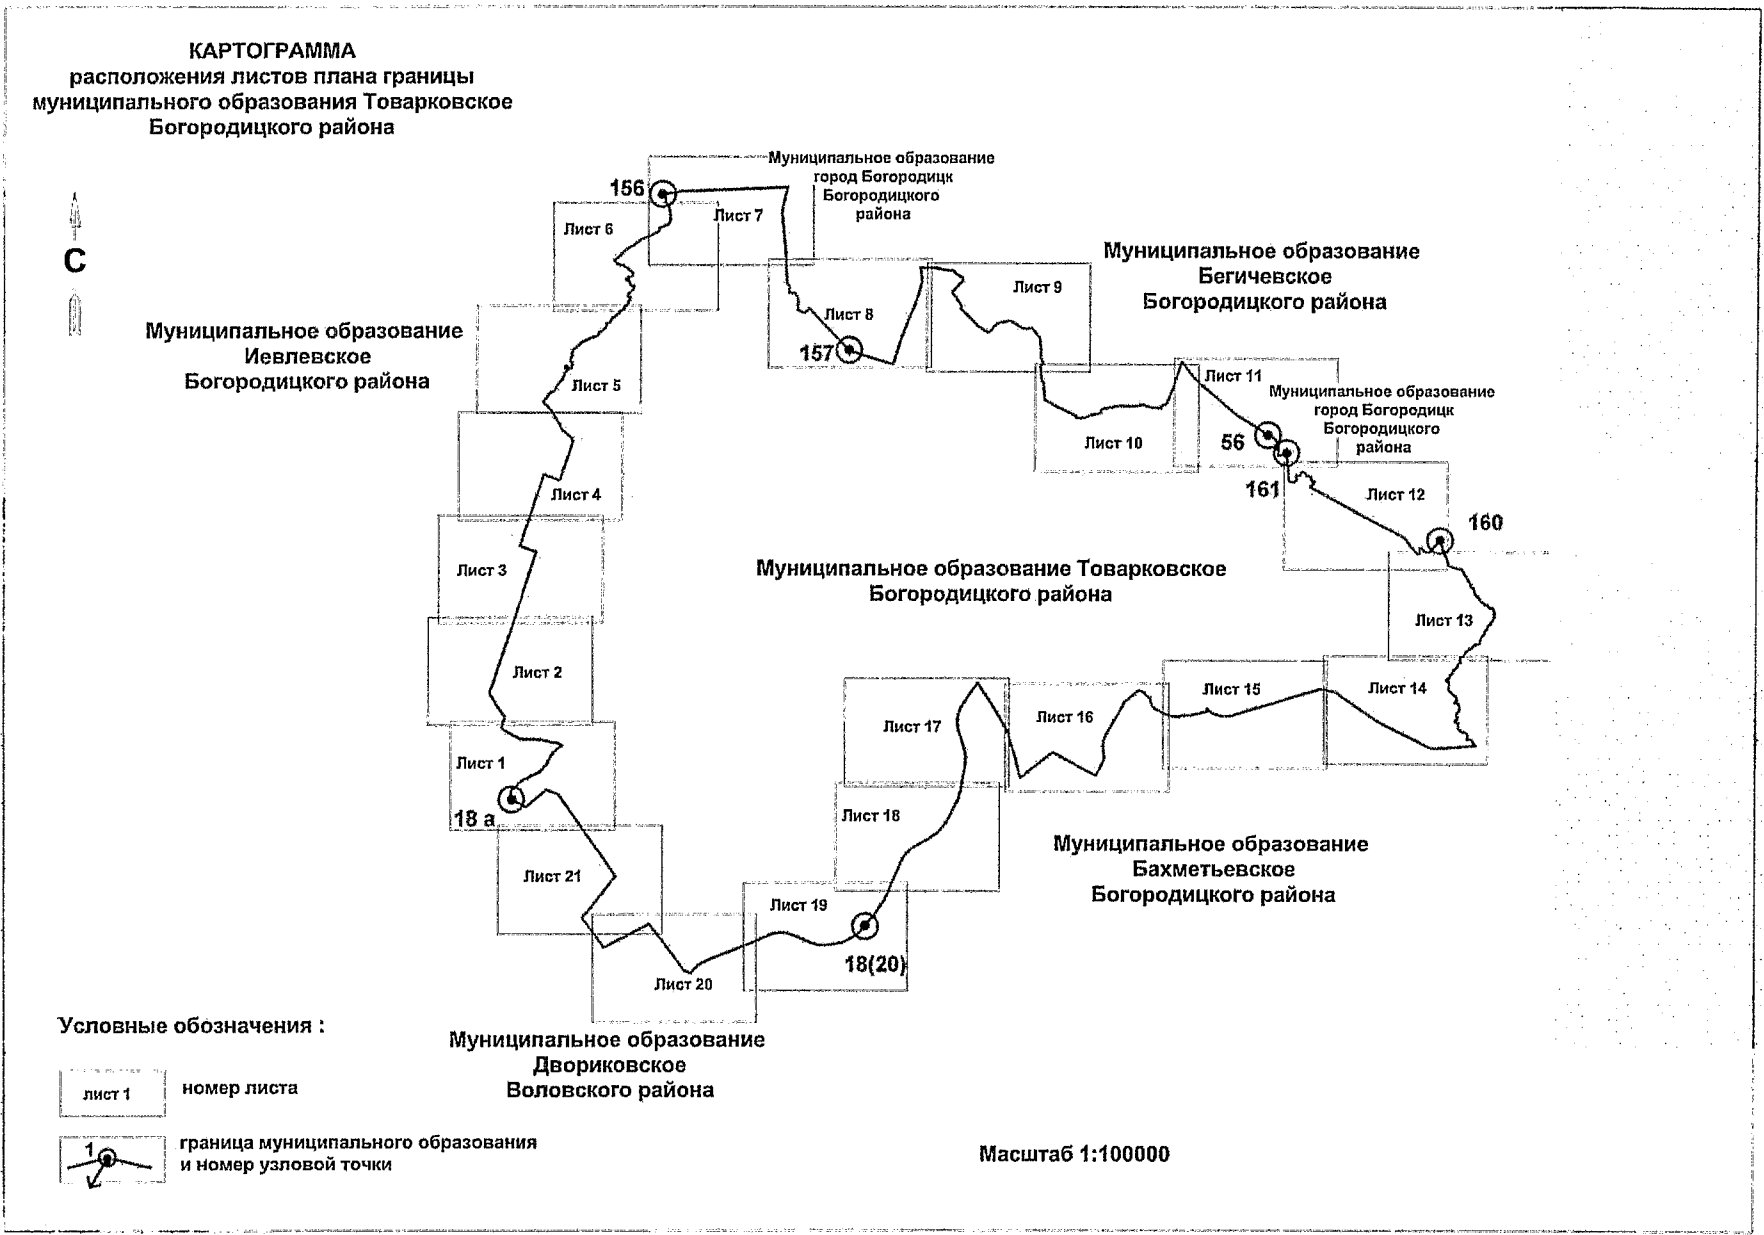 КАРТОГРАММА
расположения листов плана границы
муниципального образования Товарковское
Богородицкого района
С
156
Муниципальное образование
город Богородицк
Богородицкого
района
Лист 6
Лист 7
Муниципальное образование
Бегичевское
Богородицкого района
Лист 8
157
Лист 9
Муниципальное образование
Иевлевское
Богородицкого района
Лист 5
Лист 11
Муниципальное образование
город Богородицк
Богородицкого
района
Лист 10
56
161
Лист 12
160
Лист 4
Лист 3
Муниципальное образование Товарковское
Богородицкого района
Лист 13
Лист 2
Лист 17
Лист 16
Лист 15
Лист 14
Лист 1
18 а
Лист 18
Муниципальное образование
Бахметьевское
Богородицкого района
Лист 21
Лист 19
18(20)
Лист 20
Муниципальное образование
Двориковское
Воловского района
Условные обозначения :
лист 1
номер листа
1
граница муниципального образования
и номер узловой точки
Масштаб 1:100000